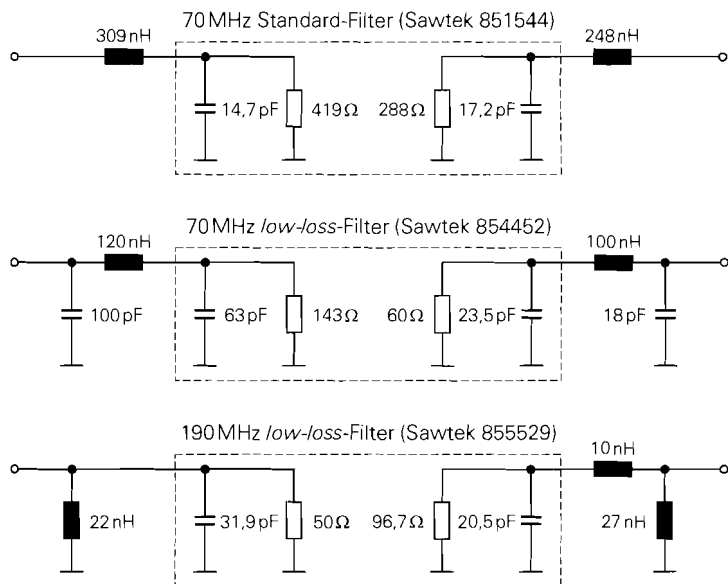 70 MHz Standard-Filter (Sawtek 851544)
309 nH
248 nH
14,7 pF
419 Ω
288 Ω
17,2 pF
70 MHz low-loss-Filter (Sawtek 854452)
120 nH
100 nH
100 pF
63 pF
143 Ω
60 Ω
23,5 pF
18 pF
190 MHz low-loss-Filter (Sawtek 855529)
10 nH
22 nH
31,9 pF
50 Ω
96,7 Ω
20,5 pF
27 nH